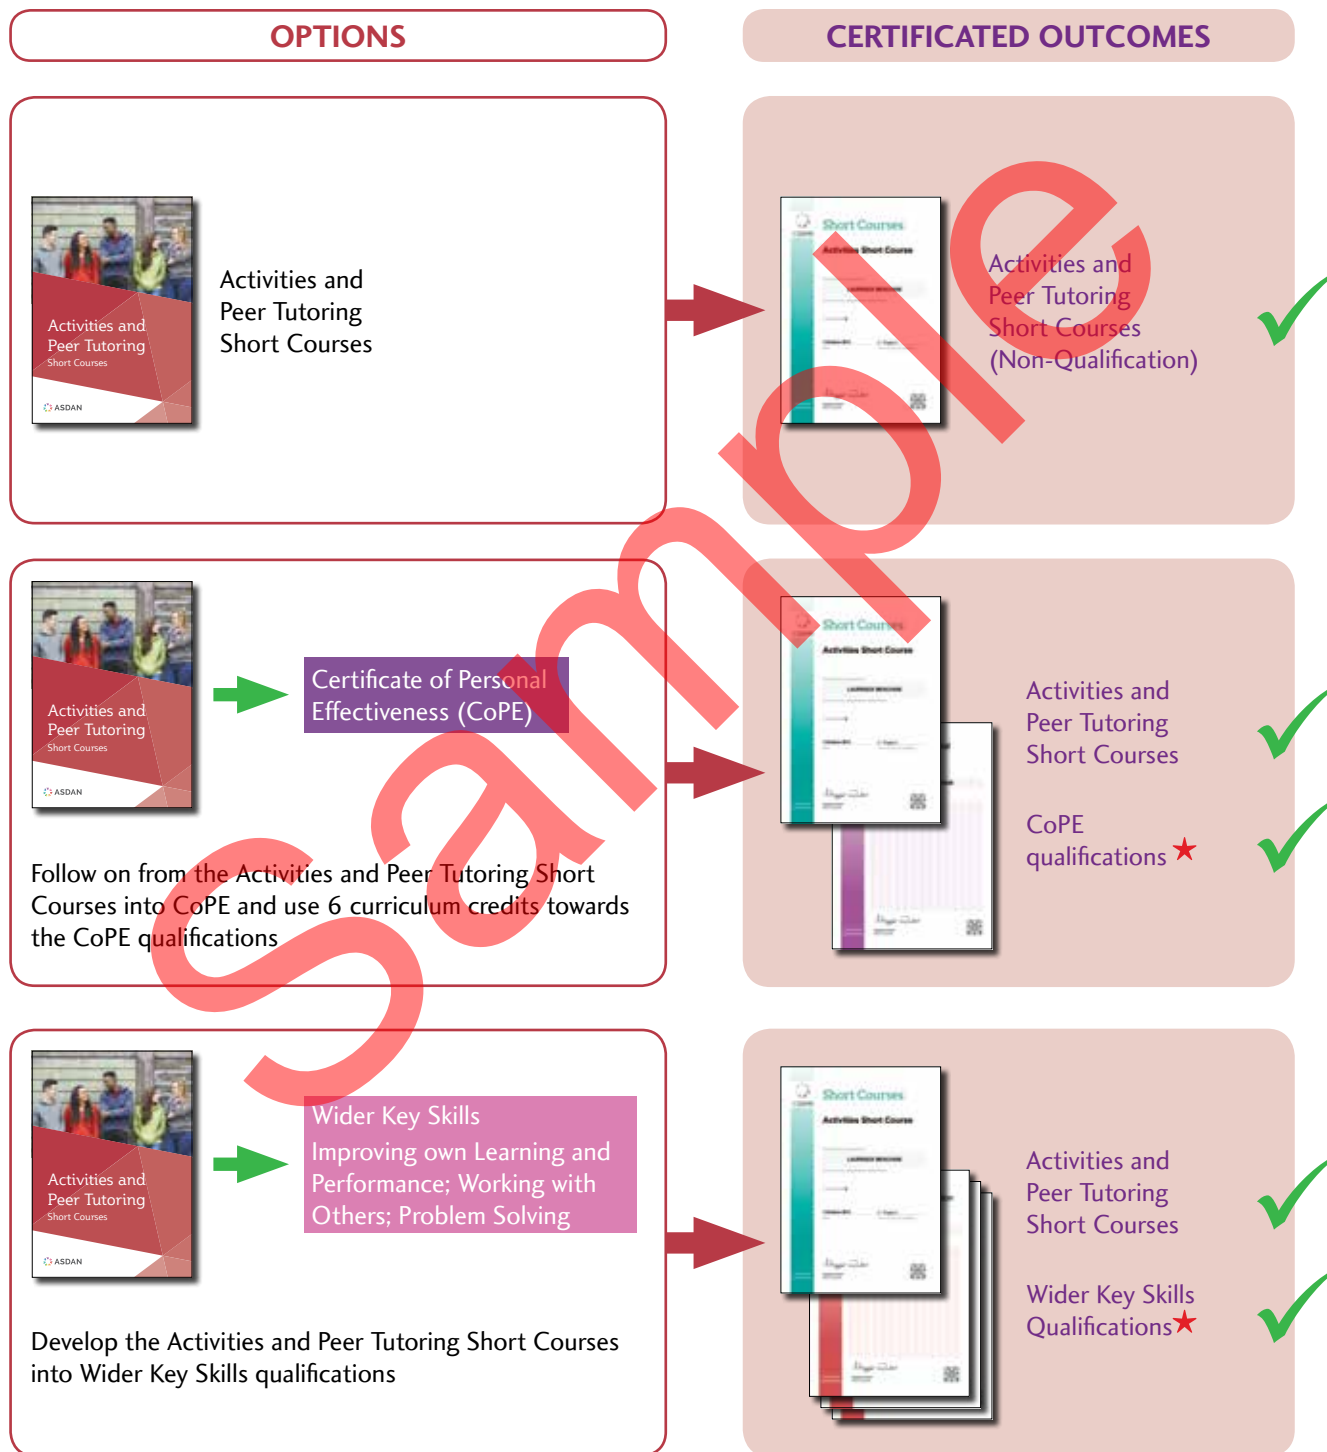 OPTIONS
CERTIFICATED OUTCOMES
Activities and
Peer Tutoring
Short Courses
ASDAN
Activities and
Peer Tutoring
Short Courses
Short Courses
Activities Short Course
Activities and
Peer Tutoring
Short Courses
(Non-Qualification)
Activities and
Peer Tutoring
Short Courses
ASDAN
Certificate of Personal
Effectiveness (CoPE)
Follow on from the Activities and Peer Tutoring Short
Courses into CoPE and use 6 curriculum credits towards
the CoPE qualifications
Short Courses
Activities Short Course
Activities and
Peer Tutoring
Short Courses
CoPE
qualifications
Activities and
Peer Tutoring
Short Courses
ASDAN
Wider Key Skills
Improving own Learning and
Performance; Working with
Others; Problem Solving
Develop the Activities and Peer Tutoring Short Courses
into Wider Key Skills qualifications
Short Courses
Activities Short Course
Activities and
Peer Tutoring
Short Courses
Wider Key Skills
Qualifications
Sample